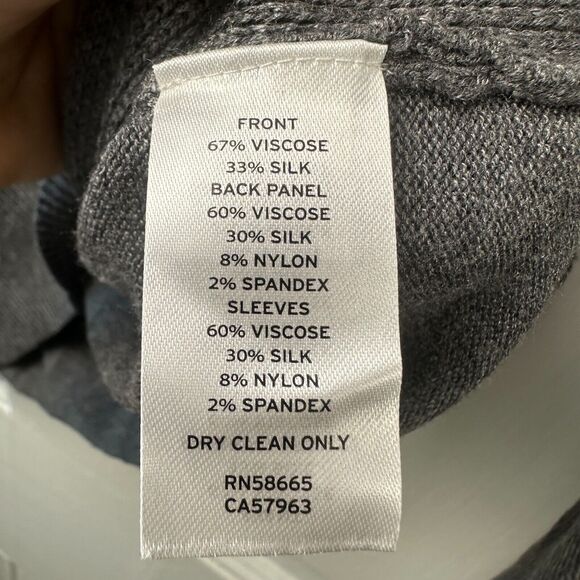 FRONT
67% VISCOSE
33% SILK
BACK PANEL
60% VISCOSE
30% SILK
8% NYLON
2% SPANDEX
SLEEVES
60% VISCOSE
30% SILK
8% NYLON
2% SPANDEX
DRY CLEAN ONLY
RN58665
CA57963